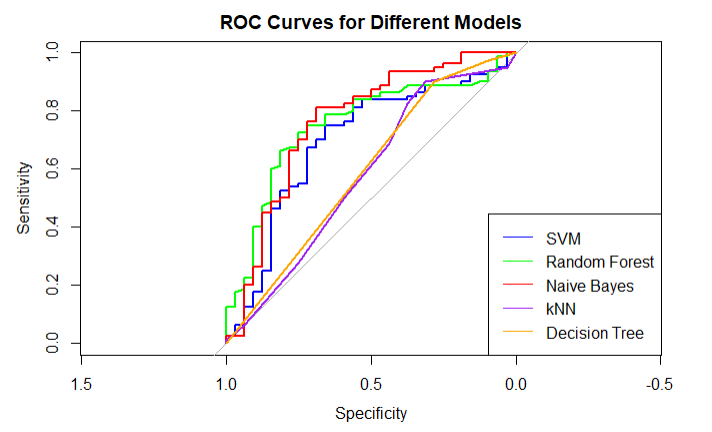 ROC Curves for Different Models
Sensitivity
1.0
0.8
0.6
0.4
0.2
0.0
SVM
Random Forest
Naive Bayes
kNN
Decision Tree
1.5 1.0 0.5 0.0 -0.5
Specificity